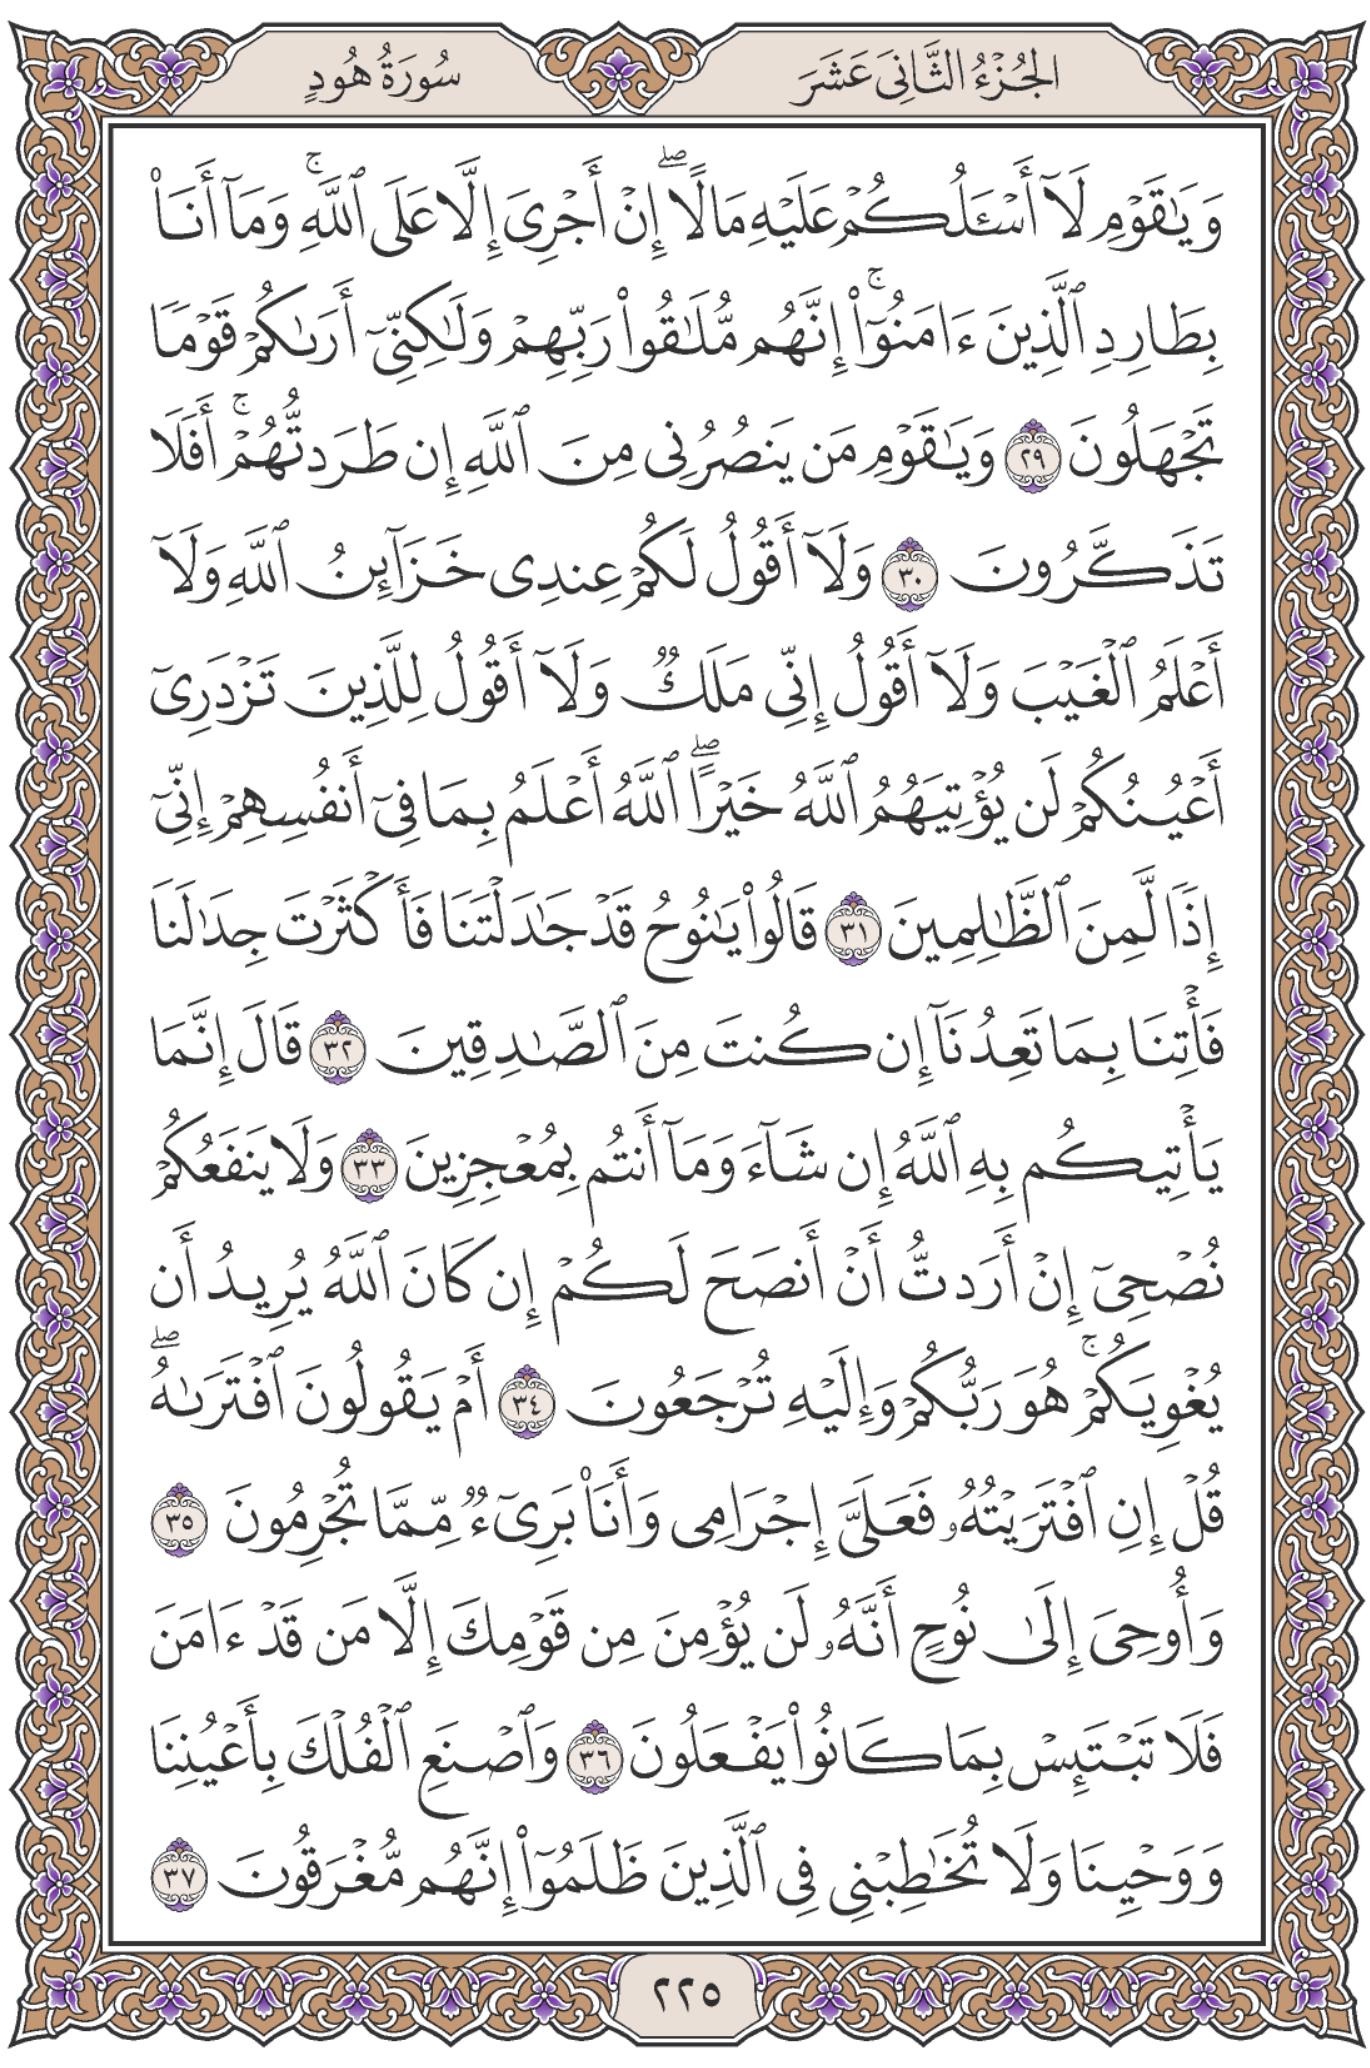 الجُزْءُ الثَّانِيَ عَشَرَ
سُورَةُ هُودٍ
وَيَٰقَوْمِ لَآ أَسْـَٔلُكُمْ عَلَيْهِ مَالًا ۖ إِنْ أَجْرِىَ إِلَّا عَلَى ٱللَّهِ ۚ وَمَآ أَنَا۠
بِطَارِدِ ٱلَّذِينَ ءَامَنُوٓا۟ ۚ إِنَّهُم مُّلَٰقُوا۟ رَبِّهِمْ وَلَٰكِنِّىٓ أَرَىٰكُمْ قَوْمًا
تَجْهَلُونَ ٢٩ وَيَٰقَوْمِ مَن يَنصُرُنِى مِنَ ٱللَّهِ إِن طَرَدتُّهُمْ ۚ أَفَلَا
تَذَكَّرُونَ ٣٠ وَلَآ أَقُولُ لَكُمْ عِندِى خَزَآئِنُ ٱللَّهِ وَلَآ
أَعْلَمُ ٱلْغَيْبَ وَلَآ أَقُولُ إِنِّى مَلَكٌ وَلَآ أَقُولُ لِلَّذِينَ تَزْدَرِىٓ
أَعْيُنُكُمْ لَن يُؤْتِيَهُمُ ٱللَّهُ خَيْرًا ۖ ٱللَّهُ أَعْلَمُ بِمَا فِىٓ أَنفُسِهِمْ إِنِّىٓ
إِذًا لَّمِنَ ٱلظَّٰلِمِينَ ٣١ قَالُوا۟ يَٰنُوحُ قَدْ جَٰدَلْتَنَا فَأَكْثَرْتَ جِدَٰلَنَا
فَأْتِنَا بِمَا تَعِدُنَآ إِن كُنتَ مِنَ ٱلصَّٰدِقِينَ ٣٢ قَالَ إِنَّمَا
يَأْتِيكُم بِهِ ٱللَّهُ إِن شَآءَ وَمَآ أَنتُم بِمُعْجِزِينَ ٣٣ وَلَا يَنفَعُكُمْ
نُصْحِىٓ إِنْ أَرَدتُّ أَنْ أَنصَحَ لَكُمْ إِن كَانَ ٱللَّهُ يُرِيدُ أَن
يُغْوِيَكُمْ ۚ هُوَ رَبُّكُمْ وَإِلَيْهِ تُرْجَعُونَ ٣٤ أَمْ يَقُولُونَ ٱفْتَرَىٰهُ ۖ
قُلْ إِنِ ٱفْتَرَيْتُهُۥ فَعَلَىَّ إِجْرَامِى وَأَنَا۠ بَرِىٓءٌ مِّمَّا تُجْرِمُونَ ٣٥
وَأُوحِىَ إِلَىٰ نُوحٍ أَنَّهُۥ لَن يُؤْمِنَ مِن قَوْمِكَ إِلَّا مَن قَدْ ءَامَنَ
فَلَا تَبْتَئِسْ بِمَا كَانُوا۟ يَفْعَلُونَ ٣٦ وَٱصْنَعِ ٱلْفُلْكَ بِأَعْيُنِنَا
وَوَحْيِنَا وَلَا تُخَٰطِبْنِى فِى ٱلَّذِينَ ظَلَمُوٓا۟ إِنَّهُم مُّغْرَقُونَ ٣٧
٢٢٥